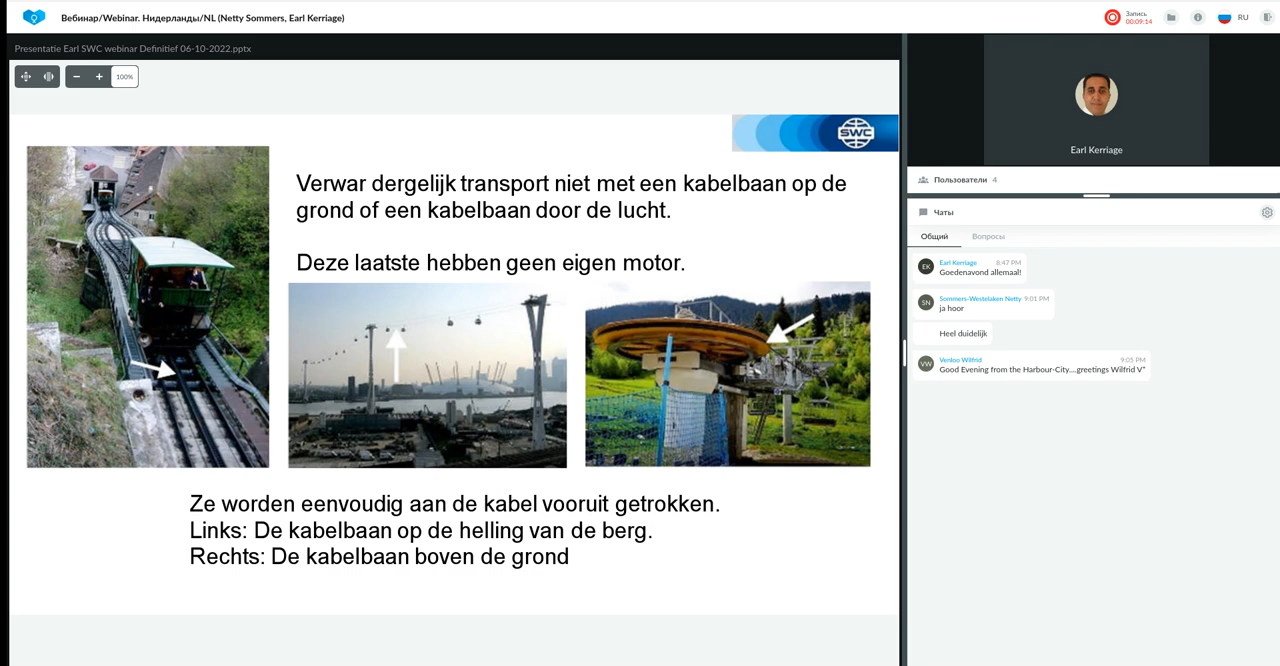 Вебинар/Webinar. Нидерланды/NL (Netty Sommers, Earl Kerriage)
Запись
00:09:14
RU
Presentatie Earl SWC webinar Definitief 06-10-2022.pptx
100%
SWC
Verwar dergelijk transport niet met een kabelbaan op de
grond of een kabelbaan door de lucht.
Deze laatste hebben geen eigen motor.
Ze worden eenvoudig aan de kabel vooruit getrokken.
Links: De kabelbaan op de helling van de berg.
Rechts: De kabelbaan boven de grond
Earl Kerriage
Пользователи 4
Чаты
Общий Вопросы
EK
Earl Kerriage 8:47 PM
Goedenavond allemaal!
SN
Sommers-Westelaken Netty 9:01 PM
ja hoor
Heel duidelijk
VW
Venloo Wilfrid 9:05 PM
Good Evening from the Harbour-City....greetings Wilfrid V"